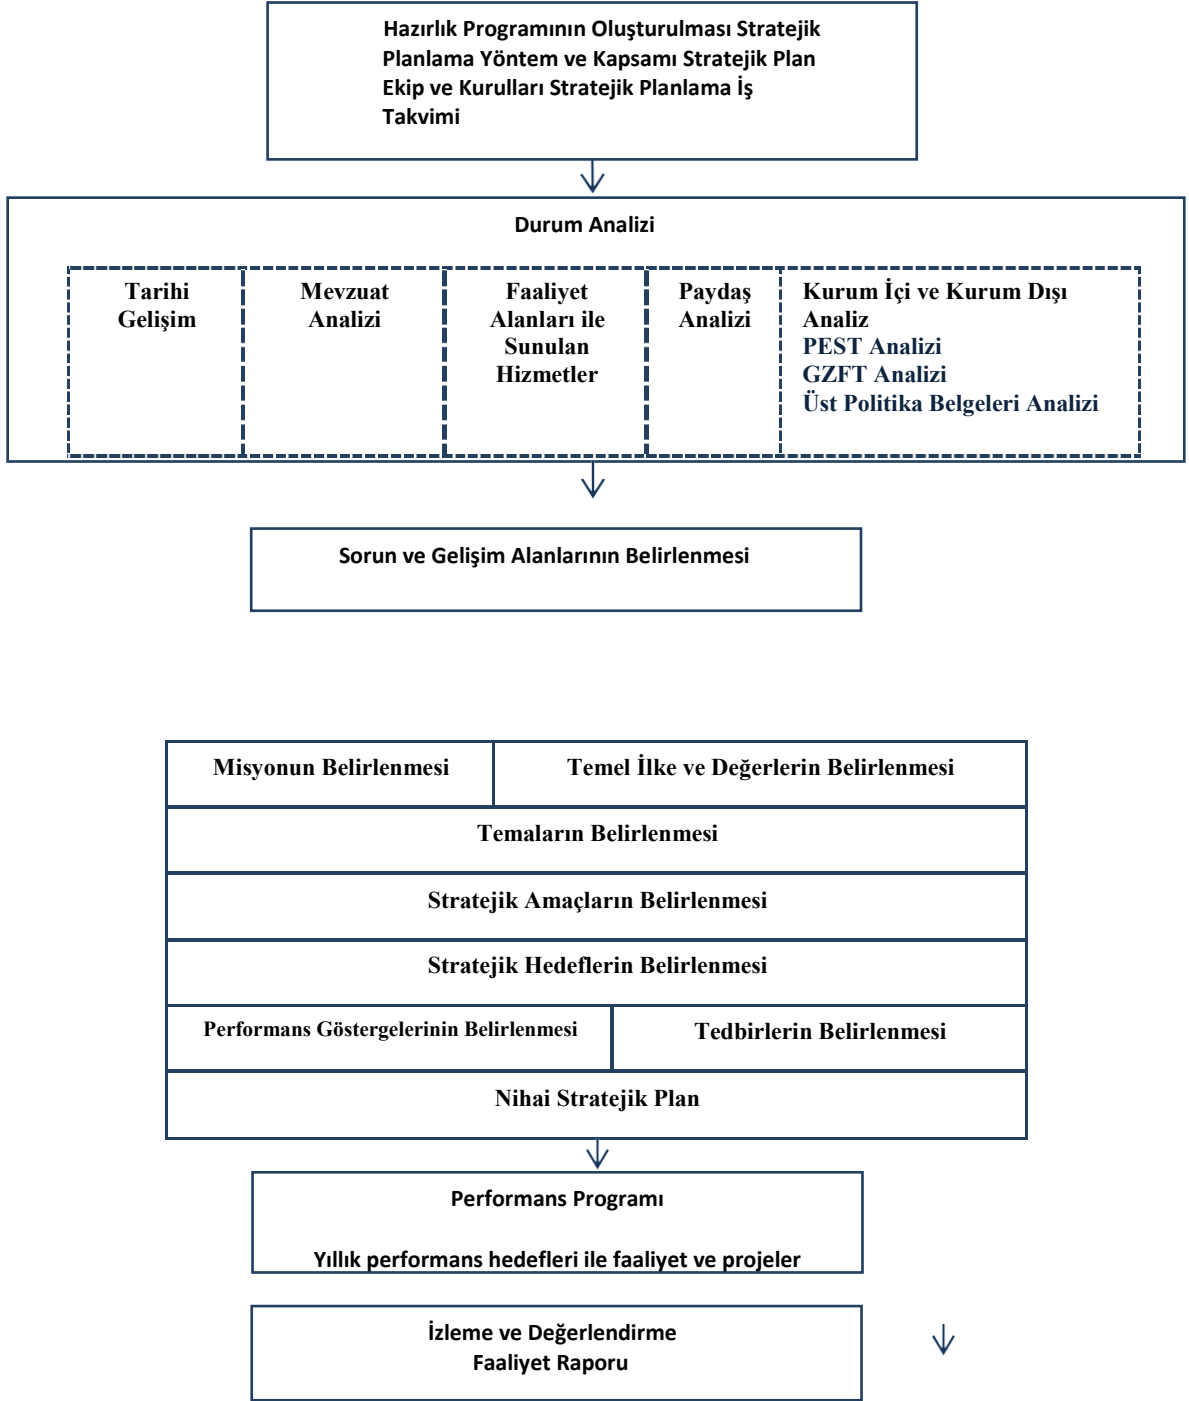 Hazırlık Programının Oluşturulması Stratejik
Planlama Yöntem ve Kapsamı Stratejik Plan
Ekip ve Kurulları Stratejik Planlama İş
Takvimi
Durum Analizi
Tarihi
Gelişim
Mevzuat
Analizi
Faaliyet
Alanları ile
Sunulan
Hizmetler
Paydaş
Analizi
Kurum İçi ve Kurum Dışı
Analiz
PEST Analizi
GZFT Analizi
Üst Politika Belgeleri Analizi
Sorun ve Gelişim Alanlarının Belirlenmesi
Misyonun Belirlenmesi
Temel İlke ve Değerlerin Belirlenmesi
Temaların Belirlenmesi
Stratejik Amaçların Belirlenmesi
Stratejik Hedeflerin Belirlenmesi
Performans Göstergelerinin Belirlenmesi
Tedbirlerin Belirlenmesi
Nihai Stratejik Plan
Performans Programı
Yıllık performans hedefleri ile faaliyet ve projeler
İzleme ve Değerlendirme
Faaliyet Raporu